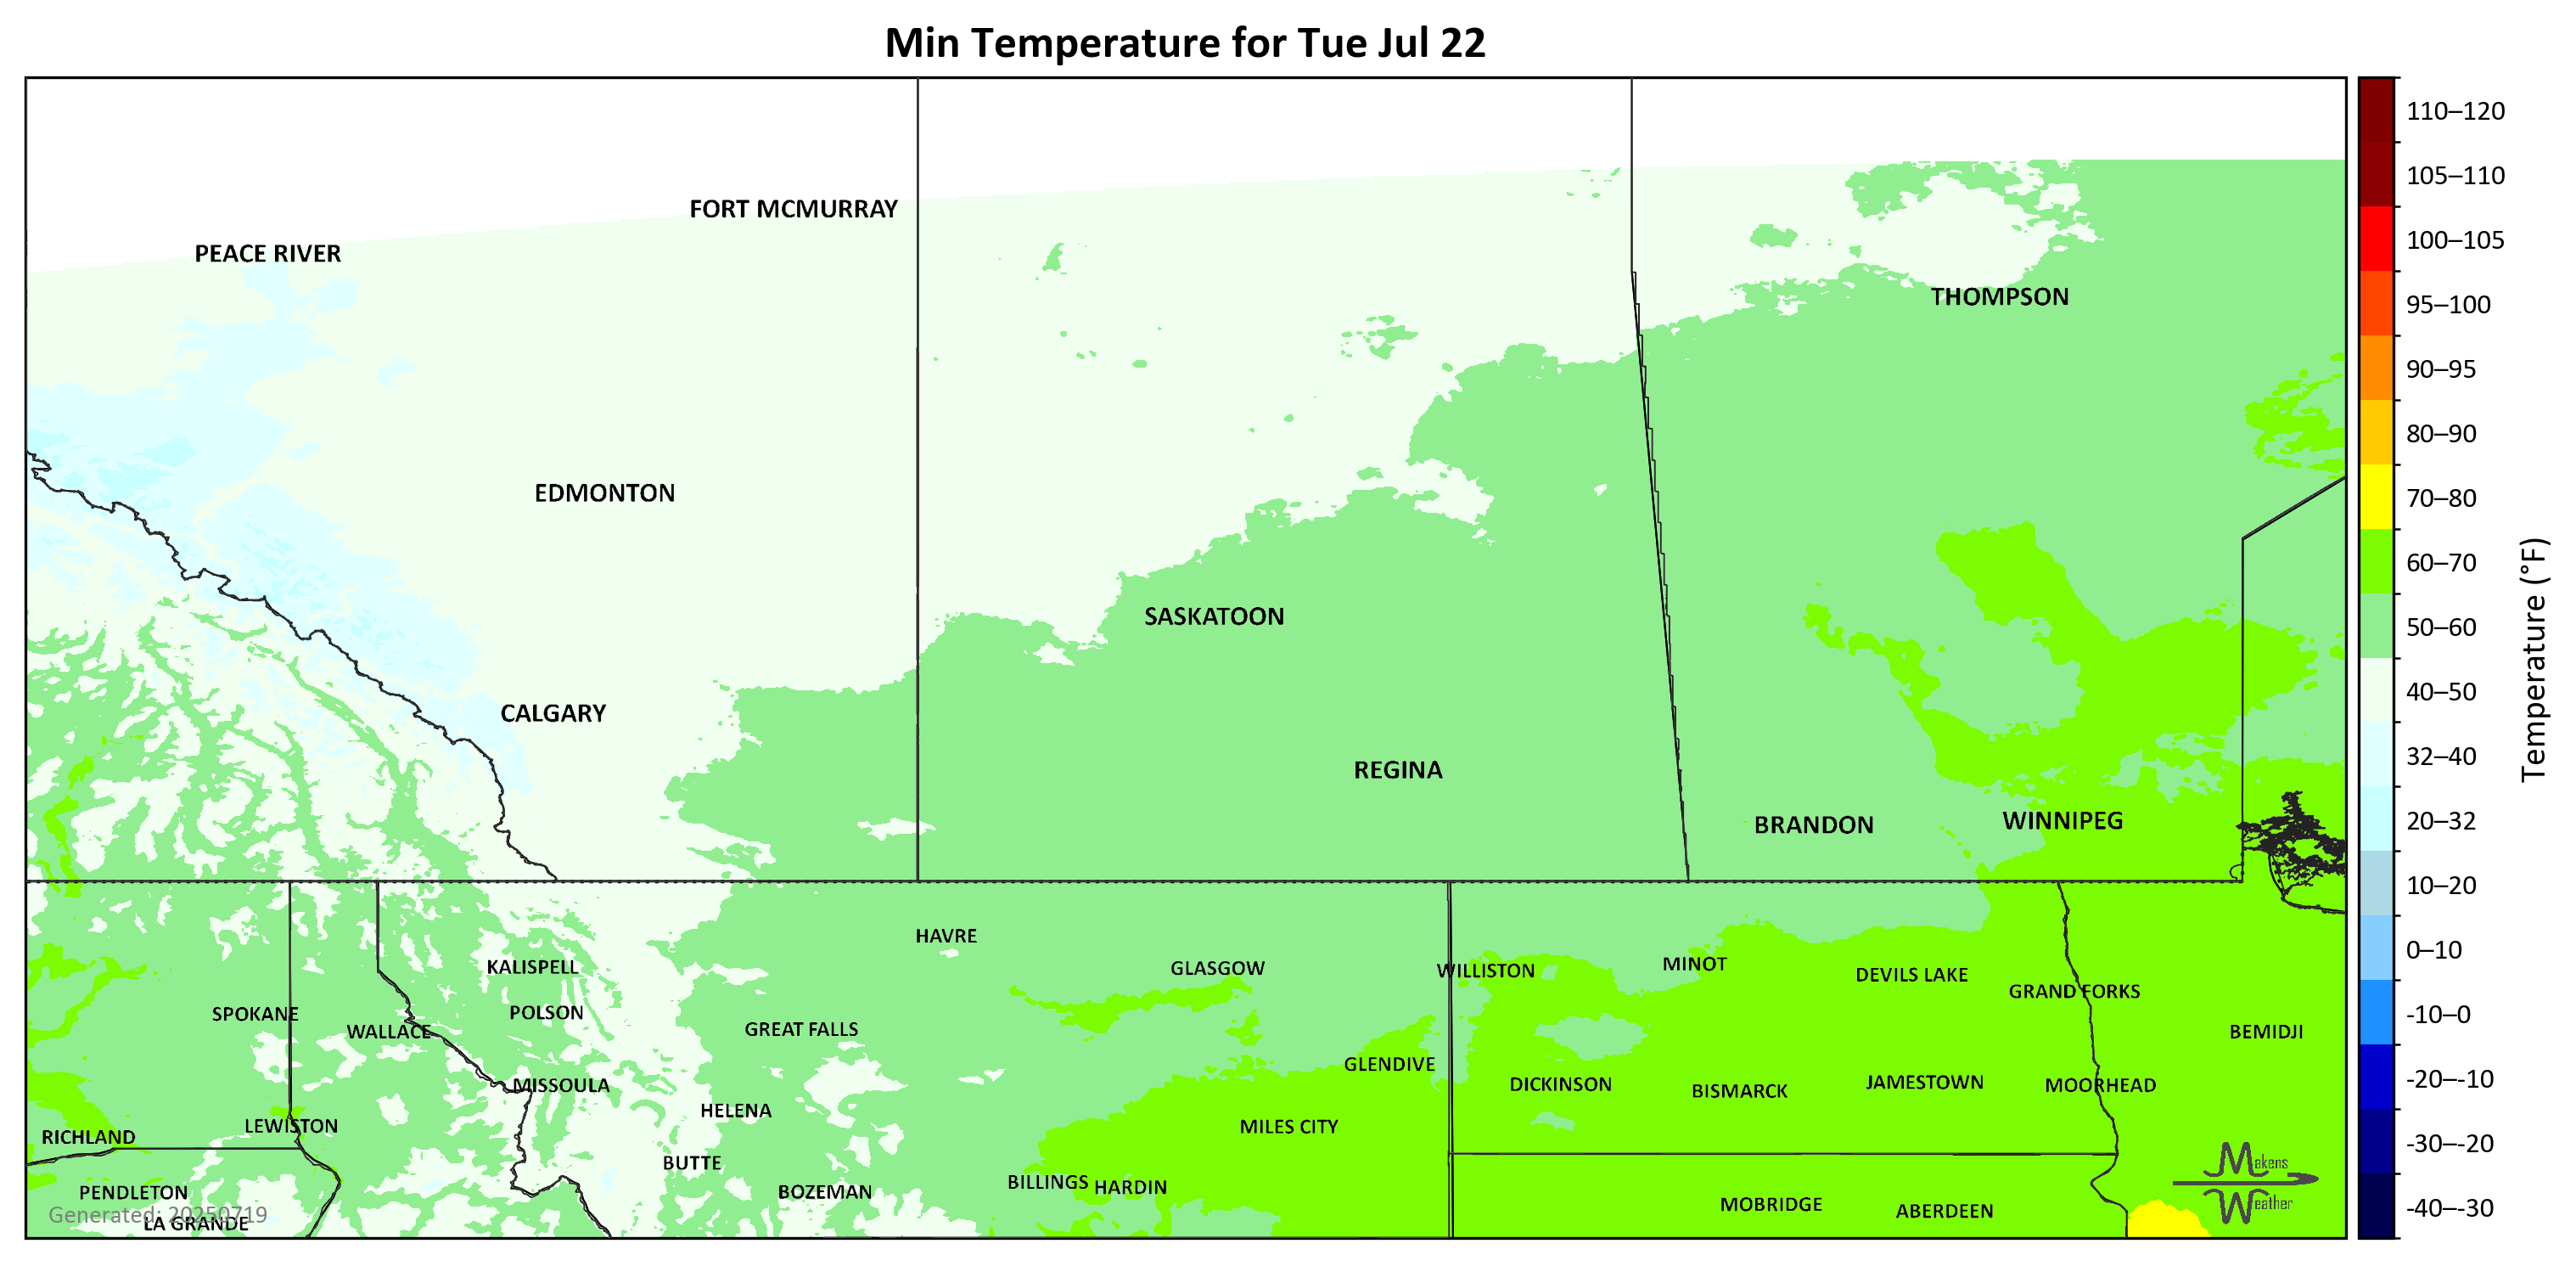 Min Temperature for Tue Jul 22
FORT MCMURRAY
PEACE RIVER
THOMPSON
EDMONTON
SASKATOON
CALGARY
REGINA
BRANDON
WINNIPEG
HAVRE
KALISPELL
GLASGOW
WILLISTON
MINOT
DEVILS LAKE
GRAND FORKS
SPOKANE
POLSON
WALLACE
GREAT FALLS
BEMIDJI
GLENDIVE
MISSOULA
DICKINSON
BISMARCK
JAMESTOWN
MOORHEAD
HELENA
LEWISTON
MILES CITY
RICHLAND
BUTTE
PENDLETON
BOZEMAN
BILLINGS
HARDIN
MOBRIDGE
ABERDEEN
LA GRANDE
Generated: 20250719
Makens
Weather
110–120
105–110
100–105
95–100
90–95
80–90
70–80
60–70
50–60
40–50
32–40
20–32
10–20
0–10
-10–0
-20–-10
-30–-20
-40–-30
Temperature (°F)